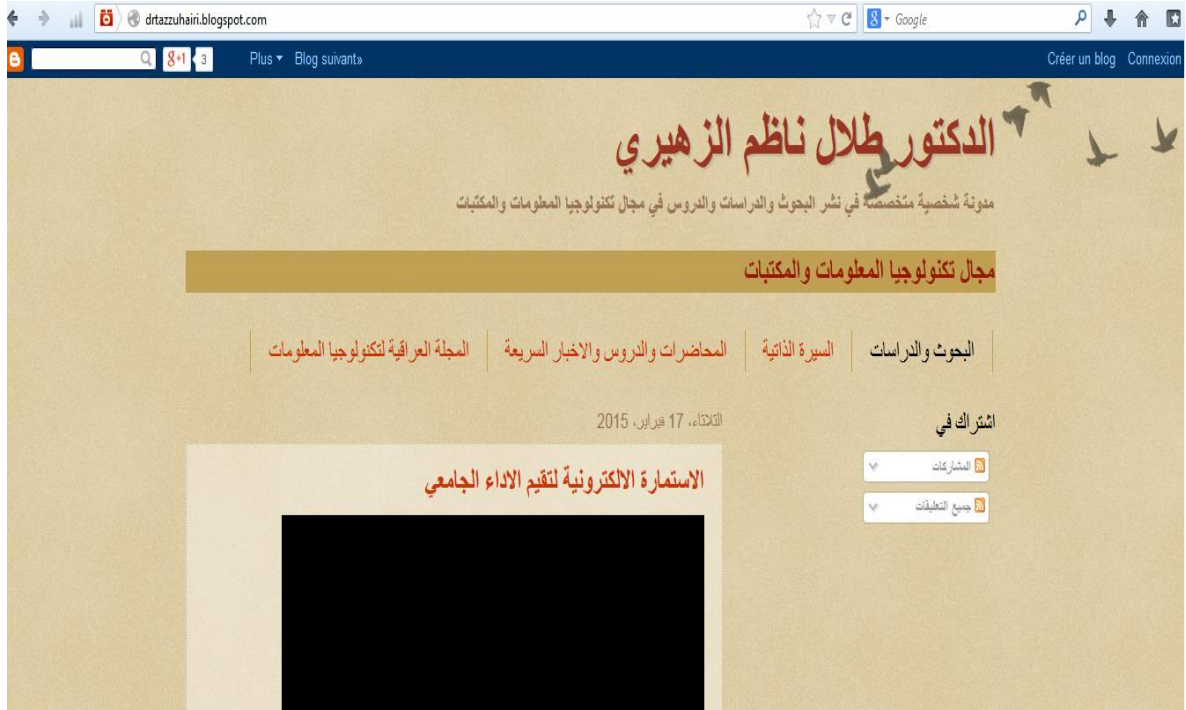 drtazzuhairi.blogspot.com
Google
g+1 3 Plus Blog suivant» Créer un blog Connexion
الدكتور طلال ناظم الزهيري
مدونة شخصية متخصصة في نشر البحوث والدراسات والدروس في مجال تكنولوجيا المعلومات والمكتبات
مجال تكنولوجيا المعلومات والمكتبات
البحوث والدراسات
السيرة الذاتية
المحاضرات والدروس والاخبار السريعة
المجلة العراقية لتكنولوجيا المعلومات
اشتراك في
المشاركات
جميع التعليقات
الثلاثاء، 17 فبراير، 2015
الاستمارة الالكترونية لتقيم الاداء الجامعي